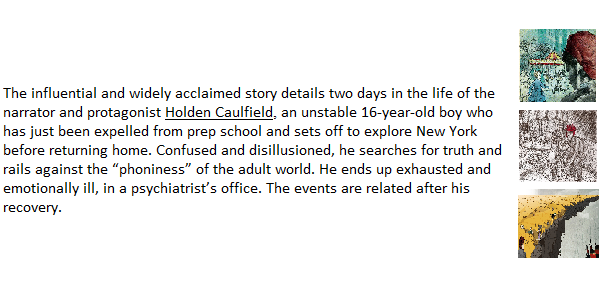 The influential and widely acclaimed story details two days in the life of the
narrator and protagonist Holden Caulfield, an unstable 16-year-old boy who
has just been expelled from prep school and sets off to explore New York
before returning home. Confused and disillusioned, he searches for truth and
rails against the “phoniness” of the adult world. He ends up exhausted and
emotionally ill, in a psychiatrist’s office. The events are related after his
recovery.